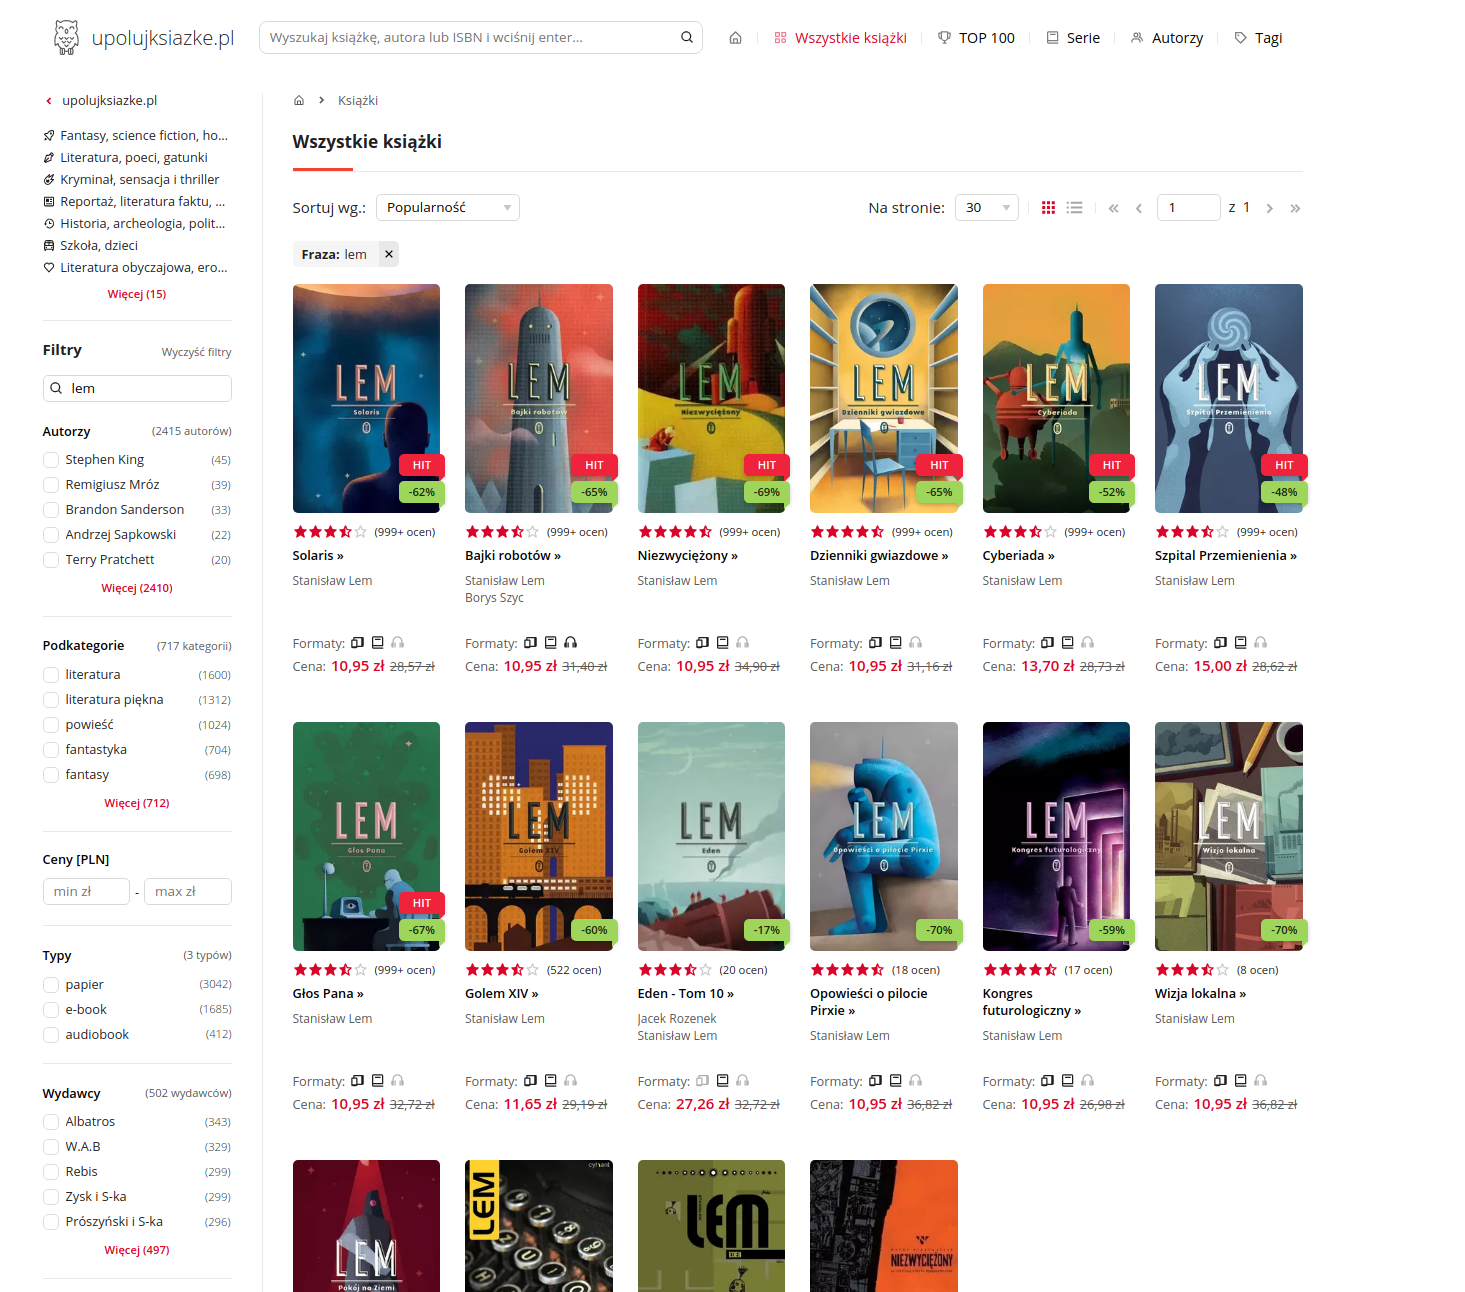 upolujksiazke.pl
Wyszukaj książkę, autora lub ISBN i wciśnij enter...
Wszystkie książki
TOP 100
Serie
Autorzy
Tagi
upolujksiazke.pl
Fantasy, science fiction, ho...
Literatura, poeci, gatunki
Kryminał, sensacja i thriller
Reportaż, literatura faktu, ...
Historia, archeologia, polit...
Szkoła, dzieci
Literatura obyczajowa, ero...
Więcej (15)
Filtry
Wyczyść filtry
lem
Autorzy (2415 autorów)
Stephen King (45)
Remigiusz Mróz (39)
Brandon Sanderson (33)
Andrzej Sapkowski (22)
Terry Pratchett (20)
Więcej (2410)
Podkategorie (717 kategorii)
literatura (1600)
literatura piękna (1312)
powieść (1024)
fantastyka (704)
fantasy (698)
Więcej (712)
Ceny [PLN]
min zł - max zł
Typy (3 typów)
papier (3042)
e-book (1685)
audiobook (412)
Wydawcy (502 wydawców)
Albatros (343)
W.A.B (329)
Rebis (299)
Zysk i S-ka (299)
Prószyński i S-ka (296)
Więcej (497)
Książki
Wszystkie książki
Sortuj wg.: Popularność
Na stronie: 30
1 z 1
Fraza: lem
LEM
Solaris
HIT
-62%
(999+ ocen)
Solaris »
Stanisław Lem
Formaty:
Cena: 10,95 zł 28,57 zł
LEM
Bajki robotów
HIT
-65%
(999+ ocen)
Bajki robotów »
Stanisław Lem
Borys Szyc
Formaty:
Cena: 10,95 zł 31,40 zł
LEM
Niezwyciężony
HIT
-69%
(999+ ocen)
Niezwyciężony »
Stanisław Lem
Formaty:
Cena: 10,95 zł 34,90 zł
LEM
Dzienniki gwiazdowe
HIT
-65%
(999+ ocen)
Dzienniki gwiazdowe »
Stanisław Lem
Formaty:
Cena: 10,95 zł 31,16 zł
LEM
Cyberiada
HIT
-52%
(999+ ocen)
Cyberiada »
Stanisław Lem
Formaty:
Cena: 13,70 zł 28,73 zł
LEM
Szpital Przemienienia
HIT
-48%
(999+ ocen)
Szpital Przemienienia »
Stanisław Lem
Formaty:
Cena: 15,00 zł 28,62 zł
LEM
Głos Pana
HIT
-67%
(999+ ocen)
Głos Pana »
Stanisław Lem
Formaty:
Cena: 10,95 zł 32,72 zł
LEM
Golem XIV
-60%
(522 ocen)
Golem XIV »
Stanisław Lem
Formaty:
Cena: 11,65 zł 29,19 zł
LEM
Eden
-17%
(20 ocen)
Eden - Tom 10 »
Jacek Rozenek
Stanisław Lem
Formaty:
Cena: 27,26 zł 32,72 zł
LEM
Opowieści o pilocie Pirxie
-70%
(18 ocen)
Opowieści o pilocie
Pirxie »
Stanisław Lem
Formaty:
Cena: 10,95 zł 36,82 zł
LEM
Kongres futurologiczny
-59%
(17 ocen)
Kongres
futurologiczny »
Stanisław Lem
Formaty:
Cena: 10,95 zł 26,98 zł
LEM
Wizja lokalna
-70%
(8 ocen)
Wizja lokalna »
Stanisław Lem
Formaty:
Cena: 10,95 zł 36,82 zł
LEM
Pokój na Ziemi
LEM
LEM
EDEN
NIEZWYCIĘŻONY